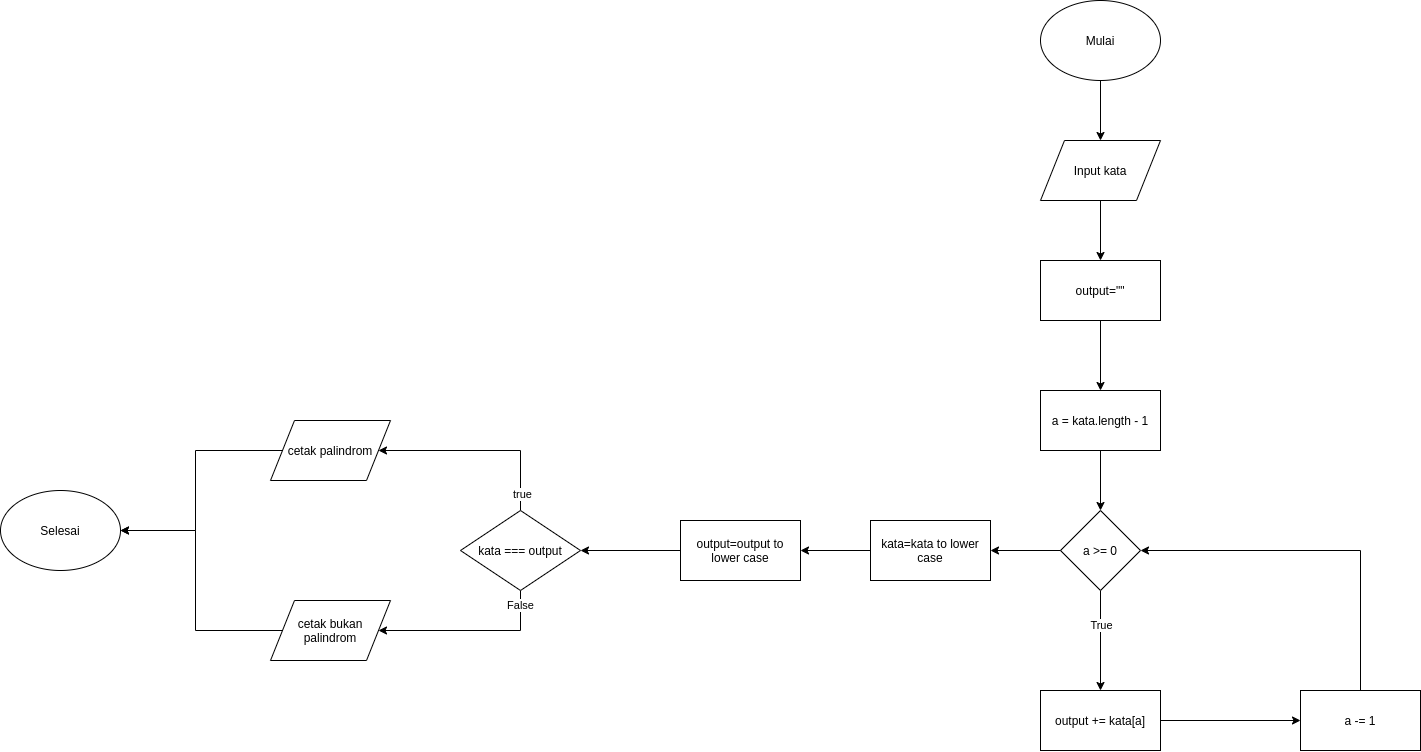 Mulai
Input kata
output=""
a = kata.length - 1
a >= 0
True
output += kata[a]
a -= 1
kata=kata to lower
case
output=output to
lower case
kata === output
true
cetak palindrom
False
cetak bukan
palindrom
Selesai